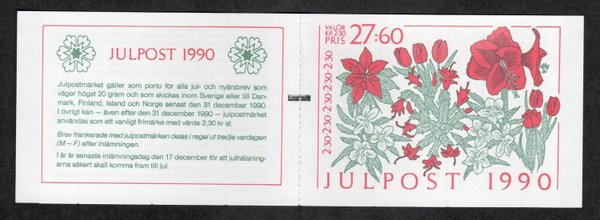 JULPOST 1990
Julpostmärket gäller som porto för alla jul- och nyårsbrev som
väger högst 20 gram och som skickas inom Sverige eller till Dan-
mark, Finland, Island och Norge senast den 31 december 1990.
I övrigt kan – även efter den 31 december 1990 – julpostmärket
användas som ett vanligt frimärke med värde 2,30 kr st.
Brev frankerade med julpostmärken delas i regel ut tredje vardagen
(M – F) efter inlämningen.
I år är senaste inlämningsdag den 17 december för att julhälsning-
arna säkert skall komma fram till jul.
VALÖR
KR 2.30
PRIS
27:60
2·30·2·30·2·30·2·30·2·30
JULPOST 1990